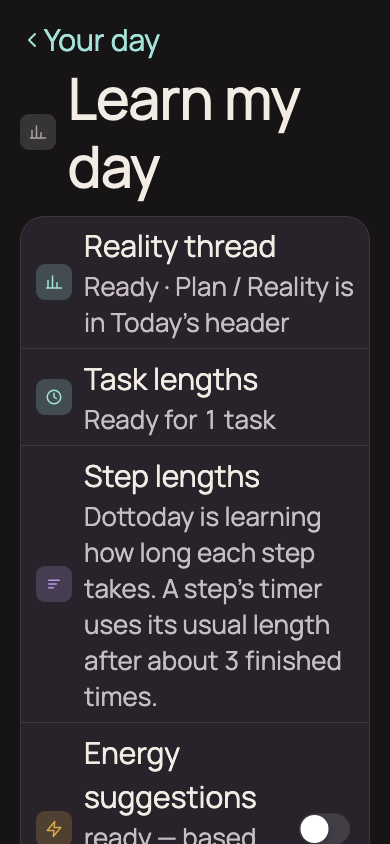 Your day
Learn my
day
Reality thread
Ready · Plan / Reality is
in Today's header
Task lengths
Ready for 1 task
Step lengths
Dottoday is learning
how long each step
takes. A step's timer
uses its usual length
after about 3 finished
times.
Energy
suggestions
ready — based